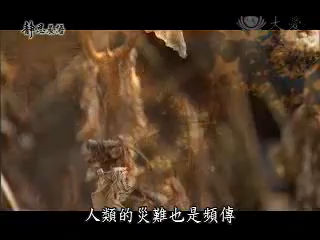 靜思晨語
大愛
人類的災難也是頻傳